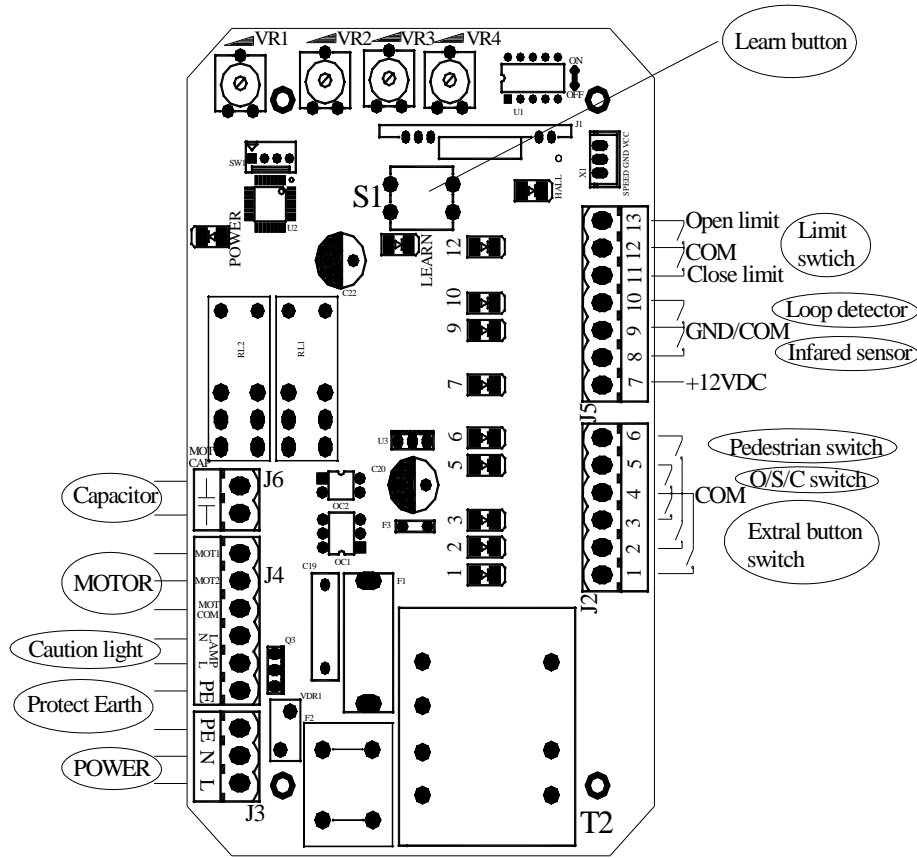 VR1 VR2 VR3 VR4
ON
OFF
U1
J1
Learn button
SW1
U2
S1
HALL
X1
SPEED GND VCC
POWER
LEARN
C22
12
10
9
7
6
5
3
2
1
RL2
RL1
U3
C20
F3
OC2
OC1
C19
F1
Q3
VDR1
F2
T2
13
12
11
10
9
8
7
J5
Open limit
COM
Close limit
Limit
swtich
Loop detector
GND/COM
Infared sensor
+12VDC
6
5
4
3
2
1
J2
Pedestrian switch
O/S/C switch
COM
Extral button
switch
MOT
CAP
J6
Capacitor
MOT1
MOT2
MOT
COM
J4
MOTOR
LAMP
N
L
Caution light
PE
Protect Earth
PE
N
L
POWER
J3